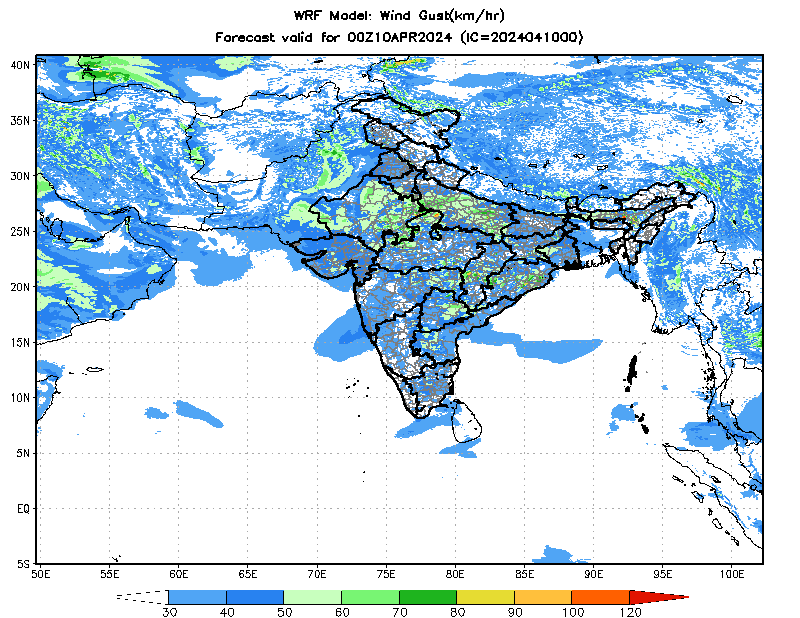 WRF Model: Wind Gust(km/hr)
Forecast valid for 00Z10APR2024 (IC=2024041000)
40N
35N
30N
25N
20N
15N
10N
5N
EQ
5S
50E 55E 60E 65E 70E 75E 80E 85E 90E 95E 100E
30 40 50 60 70 80 90 100 120